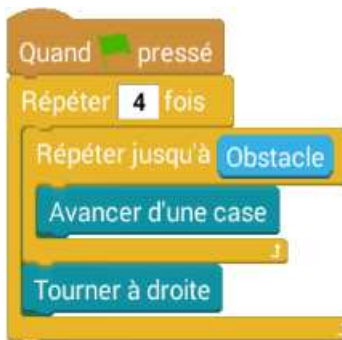 Quand pressé
Répéter 4 fois
Répéter jusqu'à Obstacle
Avancer d'une case
Tourner à droite